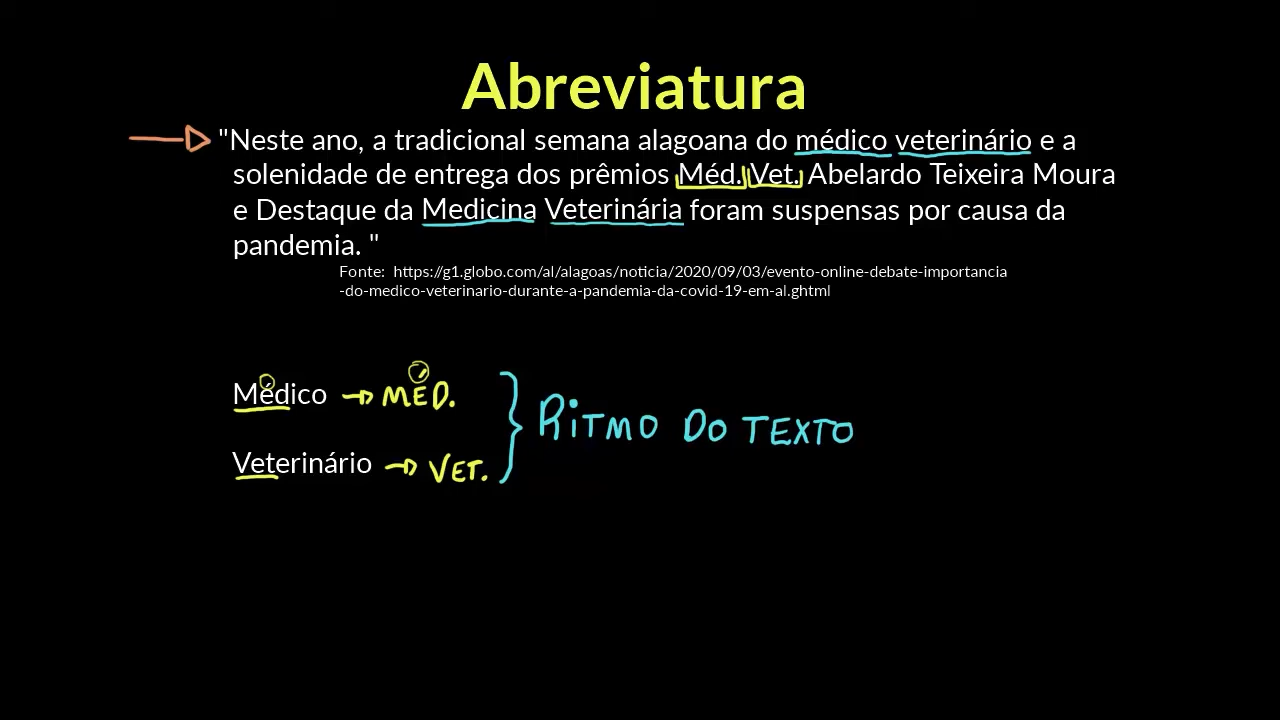 Abreviatura
"Neste ano, a tradicional semana alagoana do médico veterinário e a
solenidade de entrega dos prêmios Méd. Vet. Abelardo Teixeira Moura
e Destaque da Medicina Veterinária foram suspensas por causa da
pandemia. "
Fonte: https://g1.globo.com/al/alagoas/noticia/2020/09/03/evento-online-debate-importancia
-do-medico-veterinario-durante-a-pandemia-da-covid-19-em-al.ghtml
Médico → MÉD.
RITMO DO TEXTO
Veterinário → VET.